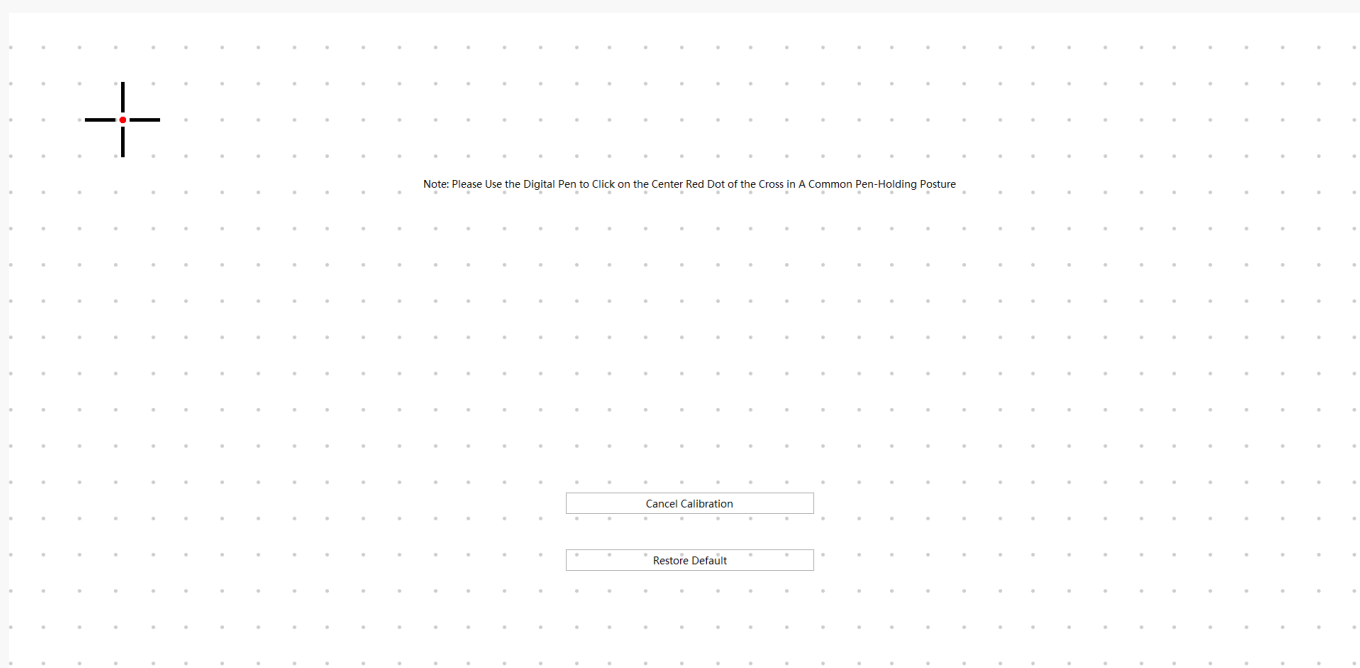 Note: Please Use the Digital Pen to Click on the Center Red Dot of the Cross in A Common Pen-Holding Posture
Cancel Calibration
Restore Default